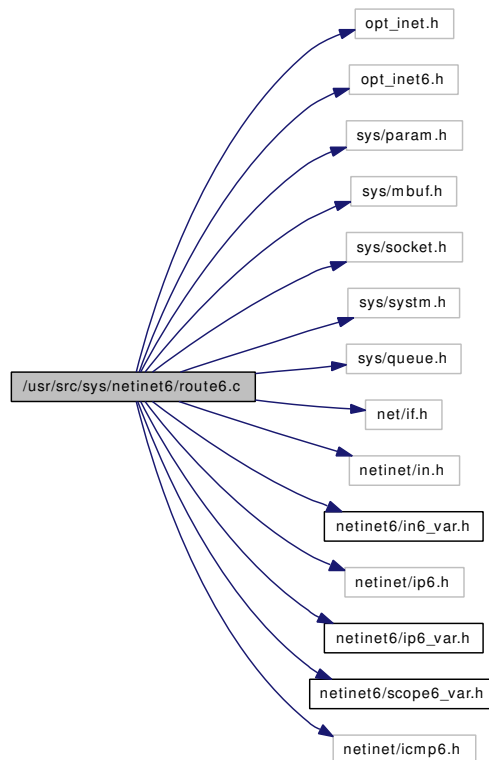 opt_inet.h
opt_inet6.h
sys/param.h
sys/mbuf.h
sys/socket.h
sys/systm.h
sys/queue.h
/usr/src/sys/netinet6/route6.c
net/if.h
netinet/in.h
netinet6/in6_var.h
netinet/ip6.h
netinet6/ip6_var.h
netinet6/scope6_var.h
netinet/icmp6.h